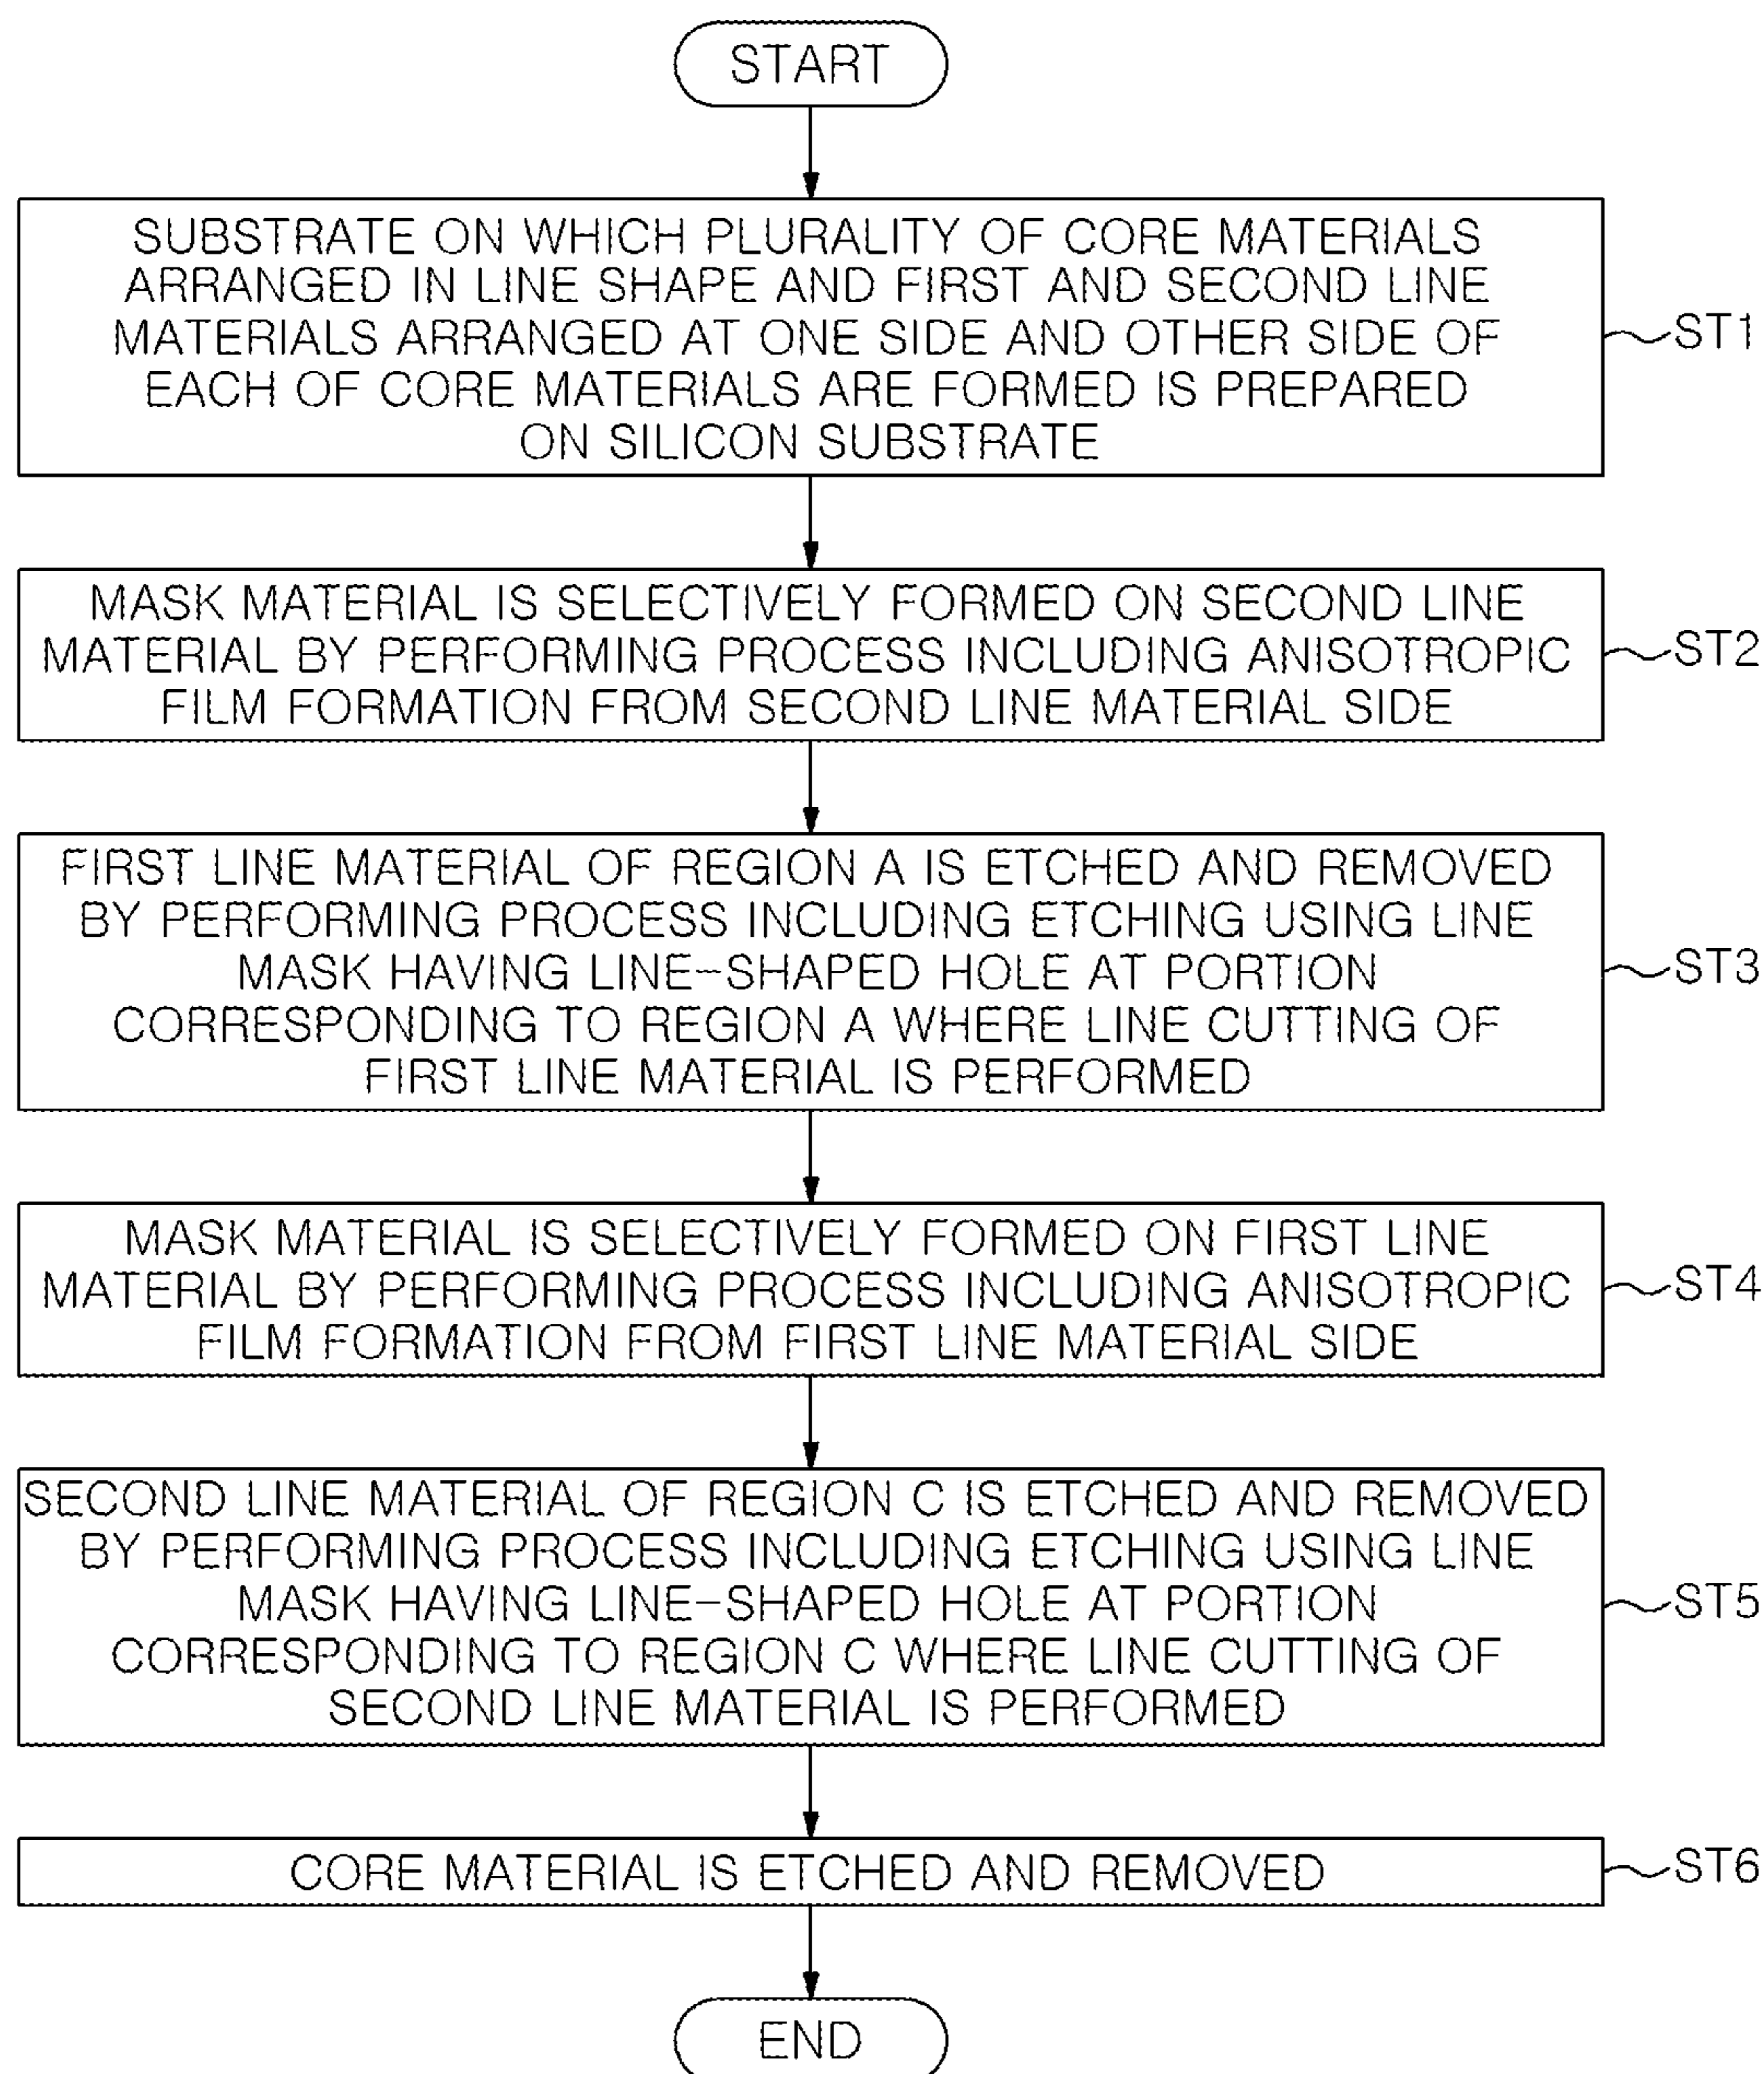 START
SUBSTRATE ON WHICH PLURALITY OF CORE MATERIALS
ARRANGED IN LINE SHAPE AND FIRST AND SECOND LINE
MATERIALS ARRANGED AT ONE SIDE AND OTHER SIDE OF
EACH OF CORE MATERIALS ARE FORMED IS PREPARED
ON SILICON SUBSTRATE
ST1
MASK MATERIAL IS SELECTIVELY FORMED ON SECOND LINE
MATERIAL BY PERFORMING PROCESS INCLUDING ANISOTROPIC
FILM FORMATION FROM SECOND LINE MATERIAL SIDE
ST2
FIRST LINE MATERIAL OF REGION A IS ETCHED AND REMOVED
BY PERFORMING PROCESS INCLUDING ETCHING USING LINE
MASK HAVING LINE-SHAPED HOLE AT PORTION
CORRESPONDING TO REGION A WHERE LINE CUTTING OF
FIRST LINE MATERIAL IS PERFORMED
ST3
MASK MATERIAL IS SELECTIVELY FORMED ON FIRST LINE
MATERIAL BY PERFORMING PROCESS INCLUDING ANISOTROPIC
FILM FORMATION FROM FIRST LINE MATERIAL SIDE
ST4
SECOND LINE MATERIAL OF REGION C IS ETCHED AND REMOVED
BY PERFORMING PROCESS INCLUDING ETCHING USING LINE
MASK HAVING LINE-SHAPED HOLE AT PORTION
CORRESPONDING TO REGION C WHERE LINE CUTTING OF
SECOND LINE MATERIAL IS PERFORMED
ST5
CORE MATERIAL IS ETCHED AND REMOVED
ST6
END